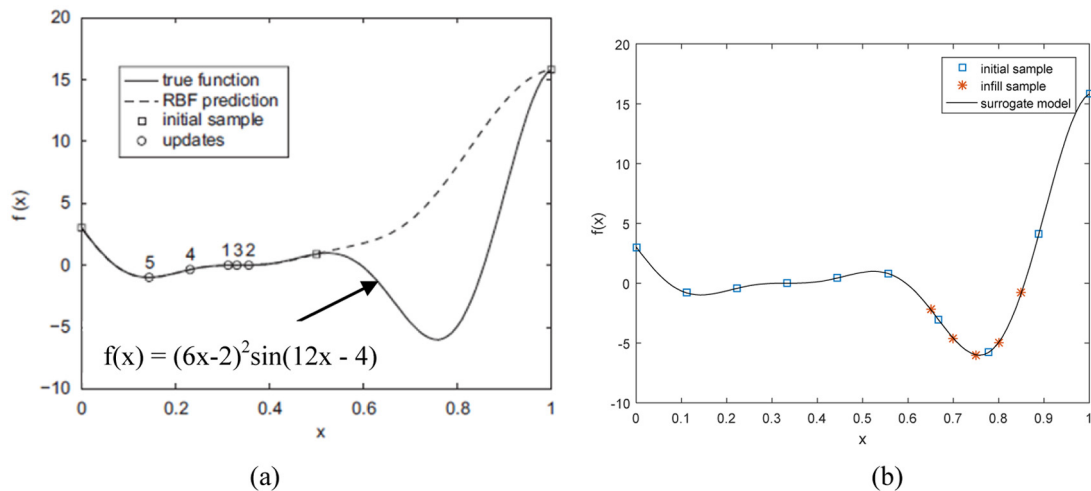 20
15
10
5
0
−5
−10
f (x)
true function
RBF prediction
initial sample
updates
5 4 132
f(x) = (6x-2)²sin(12x - 4)
0 0.2 0.4 0.6 0.8 1
x
(a)
20
15
10
5
0
-5
-10
f(x)
initial sample
infill sample
surrogate model
0 0.1 0.2 0.3 0.4 0.5 0.6 0.7 0.8 0.9 1
x
(b)